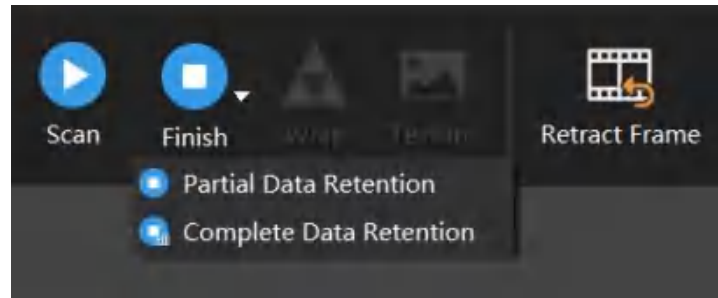 Scan
Finish
Retract Frame
Partial Data Retention
Complete Data Retention